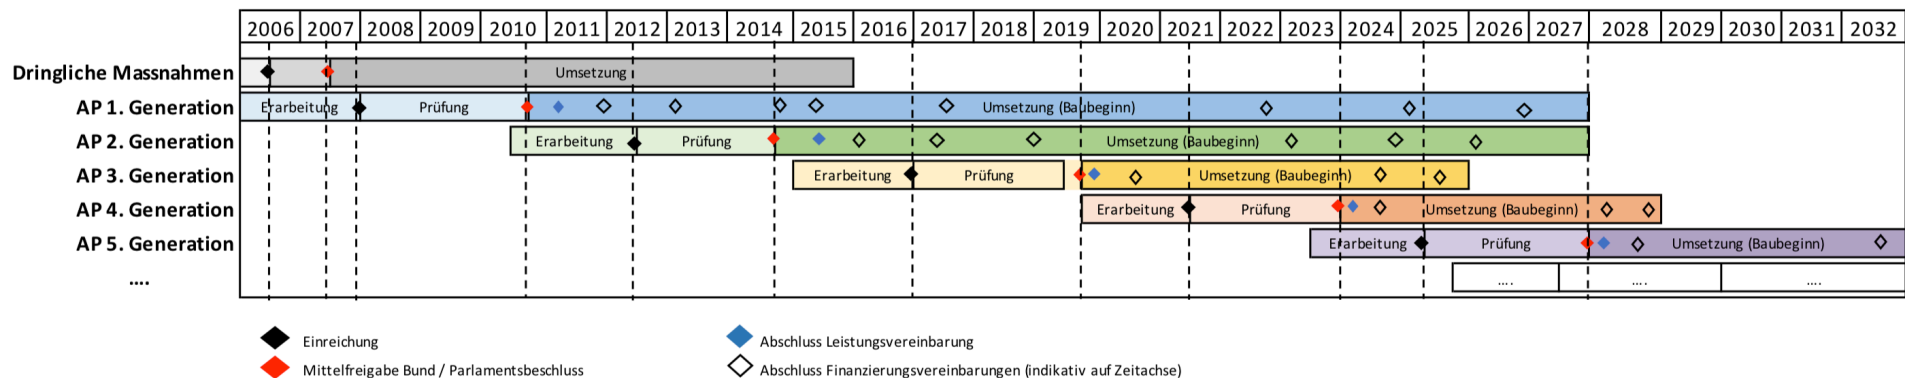 2006 2007 2008 2009 2010 2011 2012 2013 2014 2015 2016 2017 2018 2019 2020 2021 2022 2023 2024 2025 2026 2027 2028 2029 2030 2031 2032
Dringliche Massnahmen Umsetzung
AP 1. Generation Erarbeitung Prüfung Umsetzung (Baubeginn)
AP 2. Generation Erarbeitung Prüfung Umsetzung (Baubeginn)
AP 3. Generation Erarbeitung Prüfung Umsetzung (Baubeginn)
AP 4. Generation Erarbeitung Prüfung Umsetzung (Baubeginn)
AP 5. Generation Erarbeitung Prüfung Umsetzung (Baubeginn)
.... .... .... ....
Einreichung Abschluss Leistungsvereinbarung
Mittelfreigabe Bund / Parlamentsbeschluss Abschluss Finanzierungsvereinbarungen (indikativ auf Zeitachse)